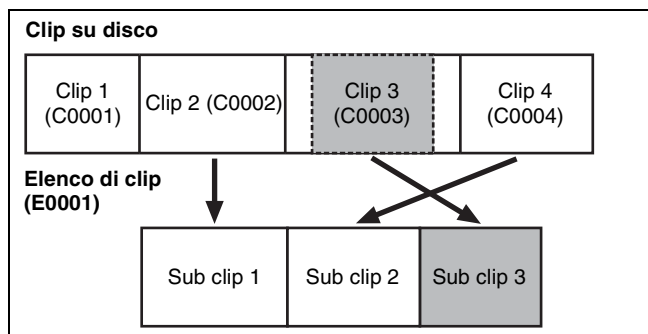 Clip su disco
Clip 1
(C0001)
Clip 2 (C0002)
Clip 3
(C0003)
Clip 4
(C0004)
Elenco di clip
(E0001)
Sub clip 1
Sub clip 2
Sub clip 3